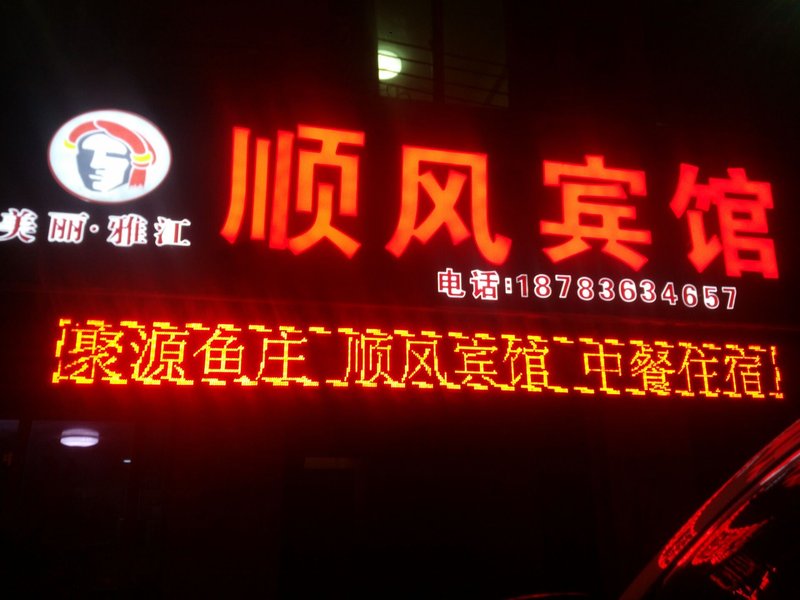 顺风宾馆
美丽·雅江
电话:18783634657
聚源鱼庄 顺风宾馆 中餐住宿